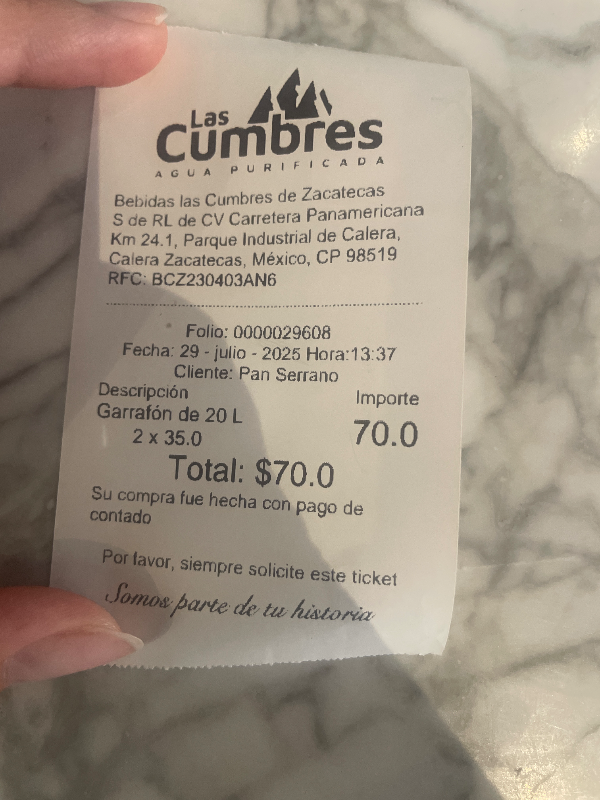 Las
Cumbres
AGUA PURIFICADA
Bebidas las Cumbres de Zacatecas
S de RL de CV Carretera Panamericana
Km 24.1, Parque Industrial de Calera,
Calera Zacatecas, México, CP 98519
RFC: BCZ230403AN6
Folio: 0000029608
Fecha: 29 - julio - 2025 Hora:13:37
Cliente: Pan Serrano
Descripción Importe
Garrafón de 20 L
2 x 35.0 70.0
Total: $70.0
Su compra fue hecha con pago de
contado
Por favor, siempre solicite este ticket
Somos parte de tu historia